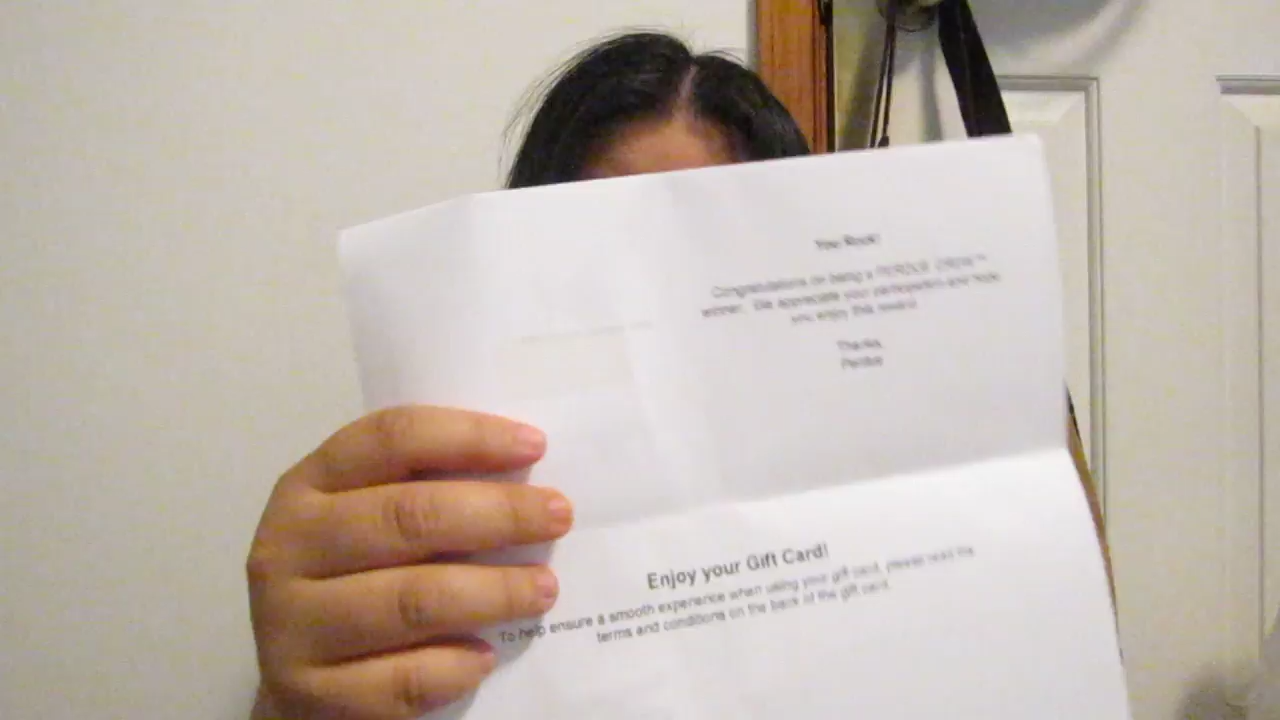 You Rock!
Congratulations on being a PERDUE CREW™
winner. We appreciate your participation and hope
you enjoy this reward.
Thanks,
Perdue
Enjoy your Gift Card!
To help ensure a smooth experience when using your gift card, please read the
terms and conditions on the back of the gift card.